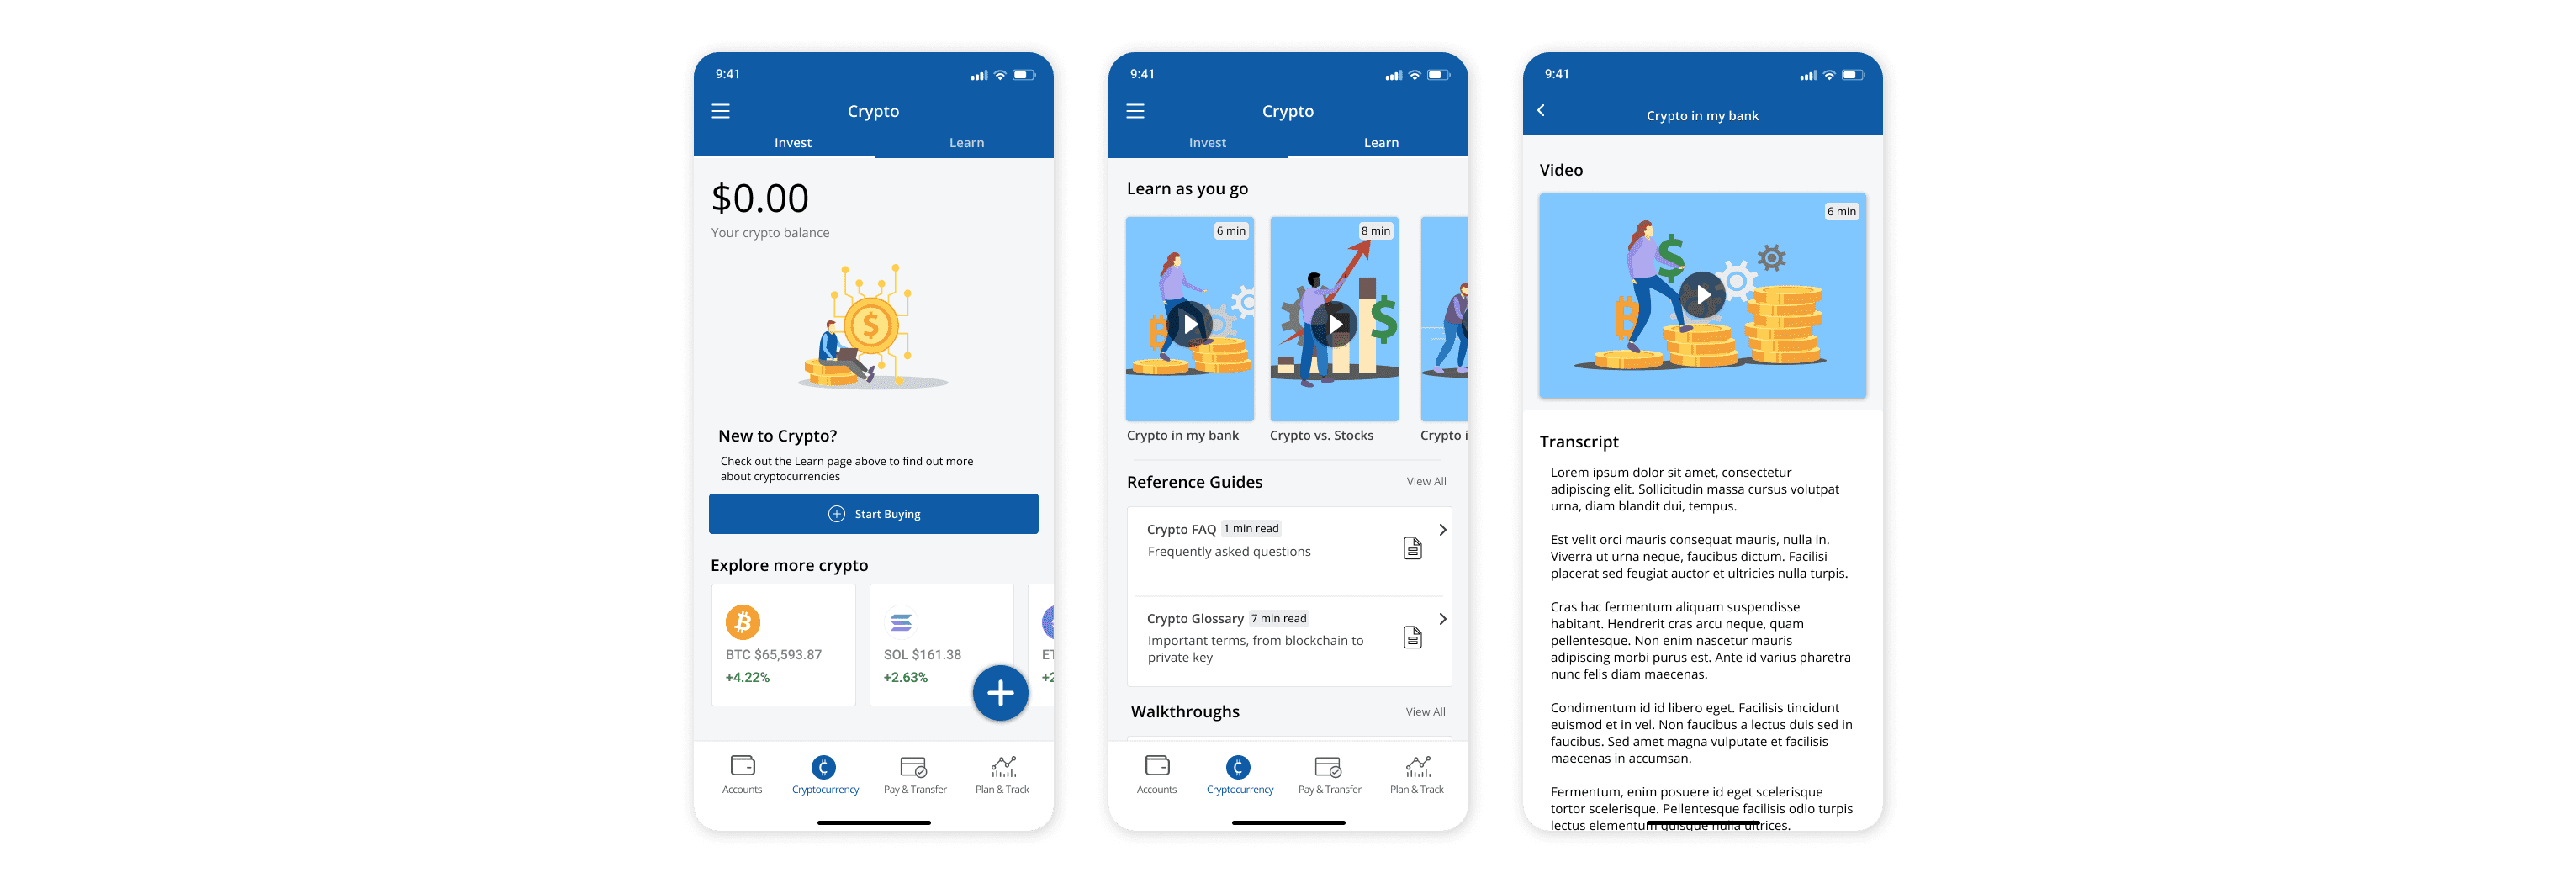 9:41
Crypto
Invest Learn
$0.00
Your crypto balance
New to Crypto?
Check out the Learn page above to find out more
about cryptocurrencies
Start Buying
Explore more crypto
BTC $65,593.87
+4.22%
SOL $161.38
+2.63%
Accounts Cryptocurrency Pay & Transfer Plan & Track
9:41
Crypto
Invest Learn
Learn as you go
6 min
8 min
Crypto in my bank
Crypto vs. Stocks
Crypto
Reference Guides View All
Crypto FAQ 1 min read
Frequently asked questions
Crypto Glossary 7 min read
Important terms, from blockchain to
private key
Walkthroughs View All
Accounts Cryptocurrency Pay & Transfer Plan & Track
9:41
Crypto in my bank
Video
6 min
Transcript
Lorem ipsum dolor sit amet, consectetur
adipiscing elit. Sollicitudin massa cursus volutpat
urna, diam blandit dui, tempus.
Est velit orci mauris consequat mauris, nulla in.
Viverra ut urna neque, faucibus dictum. Facilisi
placerat sed feugiat auctor et ultricies nulla turpis.
Cras hac fermentum aliquam suspendisse
habitant. Hendrerit cras arcu neque, quam
pellentesque. Non enim nascetur mauris
adipiscing morbi purus est. Ante id varius pharetra
nunc felis diam maecenas.
Condimentum id id libero eget. Facilisis tincidunt
euismod et in vel. Non faucibus a lectus duis sed in
faucibus. Sed amet magna vulputate et facilisis
maecenas in accumsan.
Fermentum, enim posuere id eget scelerisque
tortor scelerisque. Pellentesque facilisis odio turpis
lectus elementum quisque nulla ultrices.